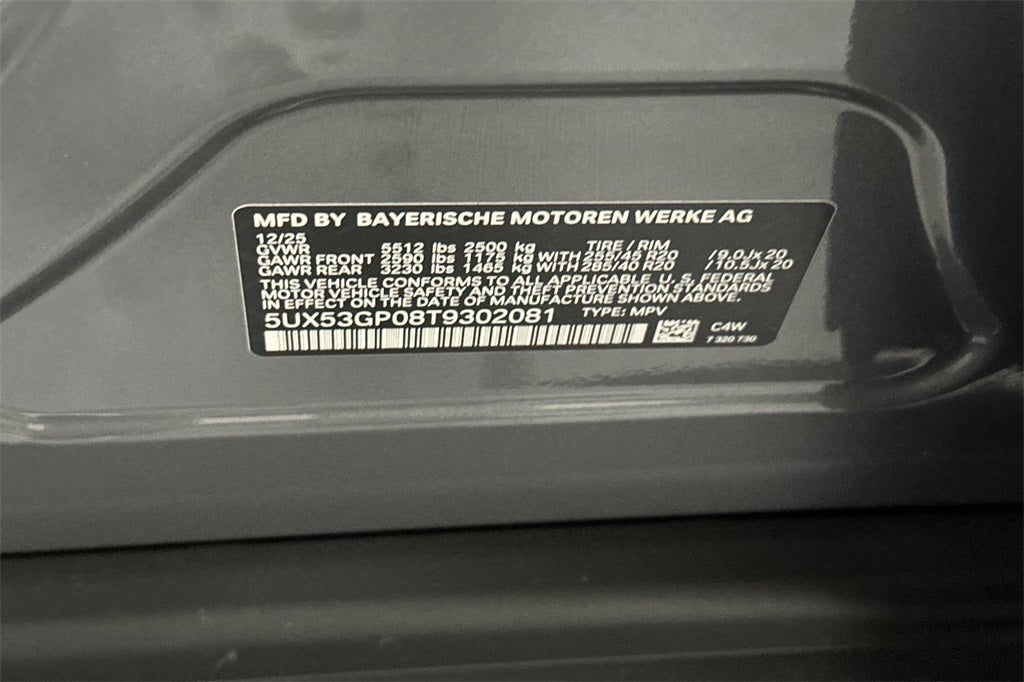 MFD BY BAYERISCHE MOTOREN WERKE AG
12/25
GVWR 5512 lbs 2500 kg TIRE / RIM
GAWR FRONT 2590 lbs 1175 kg WITH 255/45 R20 /9.0Jx20
GAWR REAR 3230 lbs 1465 kg WITH 285/40 R20 /10.5Jx20
THIS VEHICLE CONFORMS TO ALL APPLICABLE U.S. FEDERAL
MOTOR VEHICLE SAFETY AND THEFT PREVENTION STANDARDS
IN EFFECT ON THE DATE OF MANUFACTURE SHOWN ABOVE.
5UX53GP08T9302081 TYPE: MPV
C4W
7 320 730